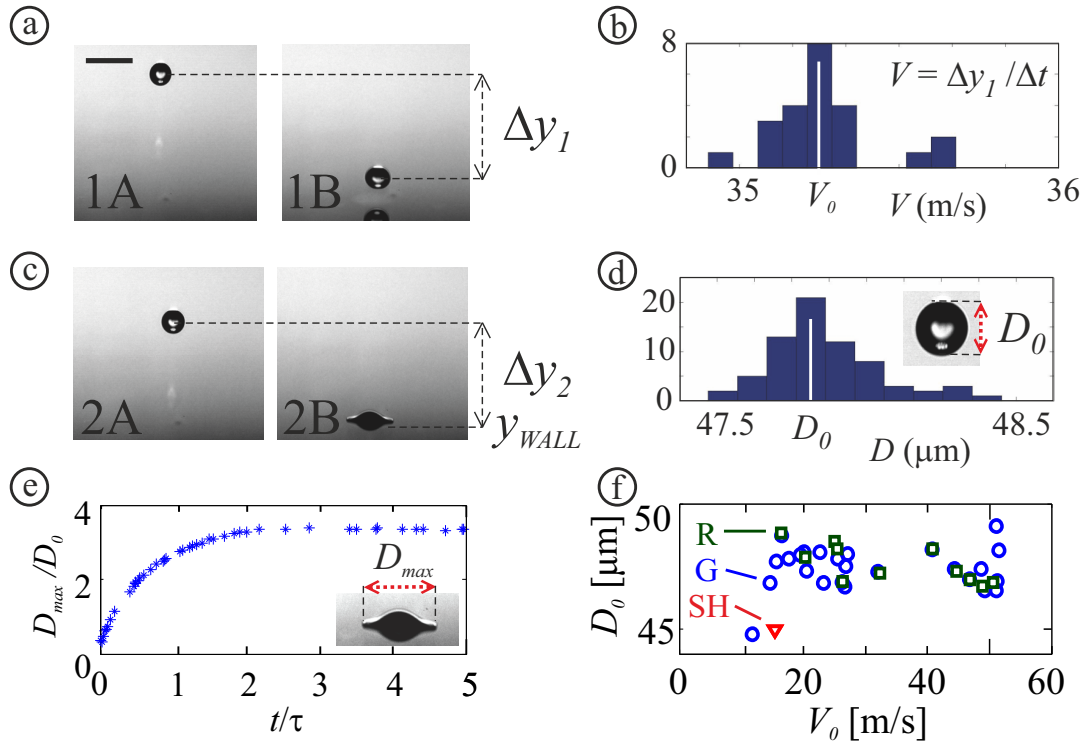 a
1A
1B
Δy1
b
8
4
0
V = Δy1 /Δt
35
V0
V (m/s)
36
c
2A
2B
Δy2
yWALL
d
20
10
0
D0
47.5
D0
D (μm)
48.5
e
4
2
0
Dmax/D0
Dmax
0
1
2
3
4
5
t/τ
f
50
45
D0 [μm]
R
G
SH
0
20
40
60
V0 [m/s]